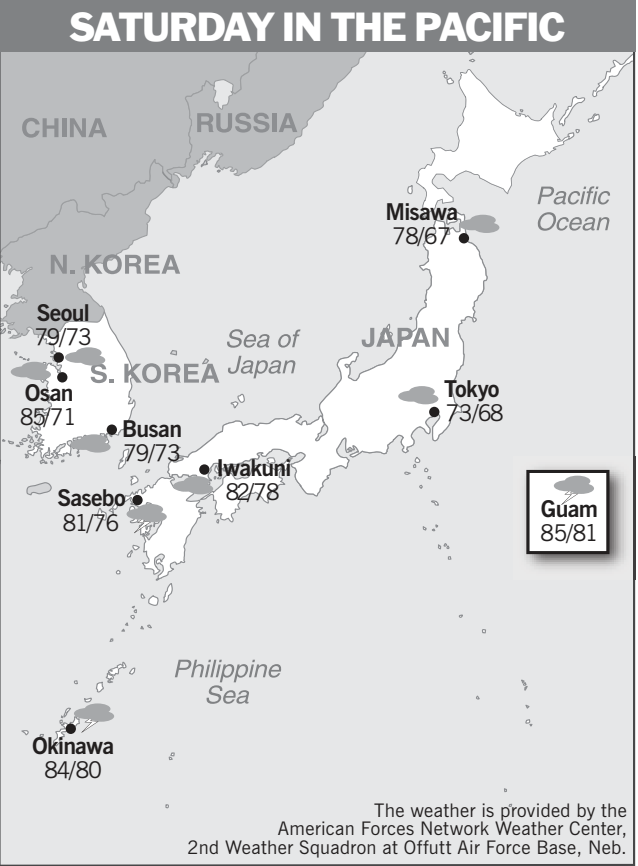 SATURDAY IN THE PACIFIC
CHINA
RUSSIA
Pacific
Ocean
Misawa
78/67
N. KOREA
Seoul
79/73
Sea of
Japan
JAPAN
S. KOREA
Osan
85/71
Tokyo
73/68
Busan
79/73
Iwakuni
82/78
Sasebo
81/76
Guam
85/81
Philippine
Sea
Okinawa
84/80
The weather is provided by the
American Forces Network Weather Center,
2nd Weather Squadron at Offutt Air Force Base, Neb.